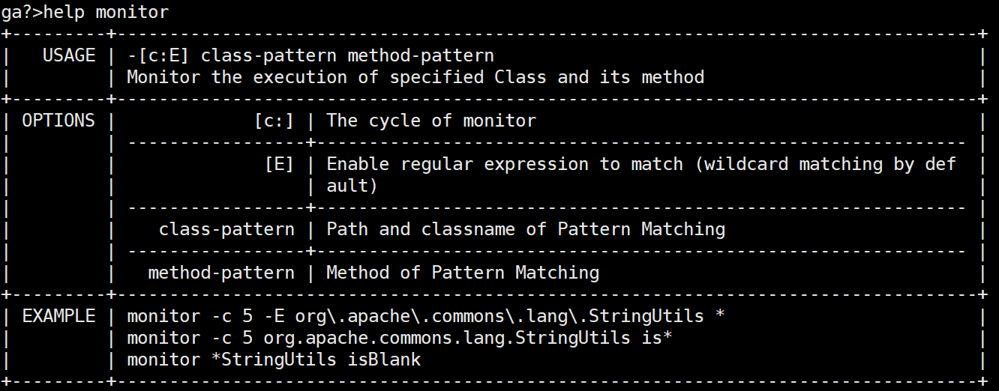 ga?>help monitor
+---------+----------------------------------------------------------------------------------+
|   USAGE | -[c:E] class-pattern method-pattern                                              |
|         | Monitor the execution of specified Class and its method                          |
+---------+----------------------------------------------------------------------------------+
| OPTIONS |             [c:] | The cycle of monitor                                          |
|         | -----------------+-------------------------------------------------------------- |
|         |              [E] | Enable regular expression to match (wildcard matching by def  |
|         |                  | ault)                                                         |
|         | -----------------+-------------------------------------------------------------- |
|         |    class-pattern | Path and classname of Pattern Matching                        |
|         | -----------------+-------------------------------------------------------------- |
|         |   method-pattern | Method of Pattern Matching                                    |
+---------+----------------------------------------------------------------------------------+
| EXAMPLE | monitor -c 5 -E org\.apache\.commons\.lang\.StringUtils *                        |
|         | monitor -c 5 org.apache.commons.lang.StringUtils is*                             |
|         | monitor *StringUtils isBlank                                                     |
+---------+----------------------------------------------------------------------------------+